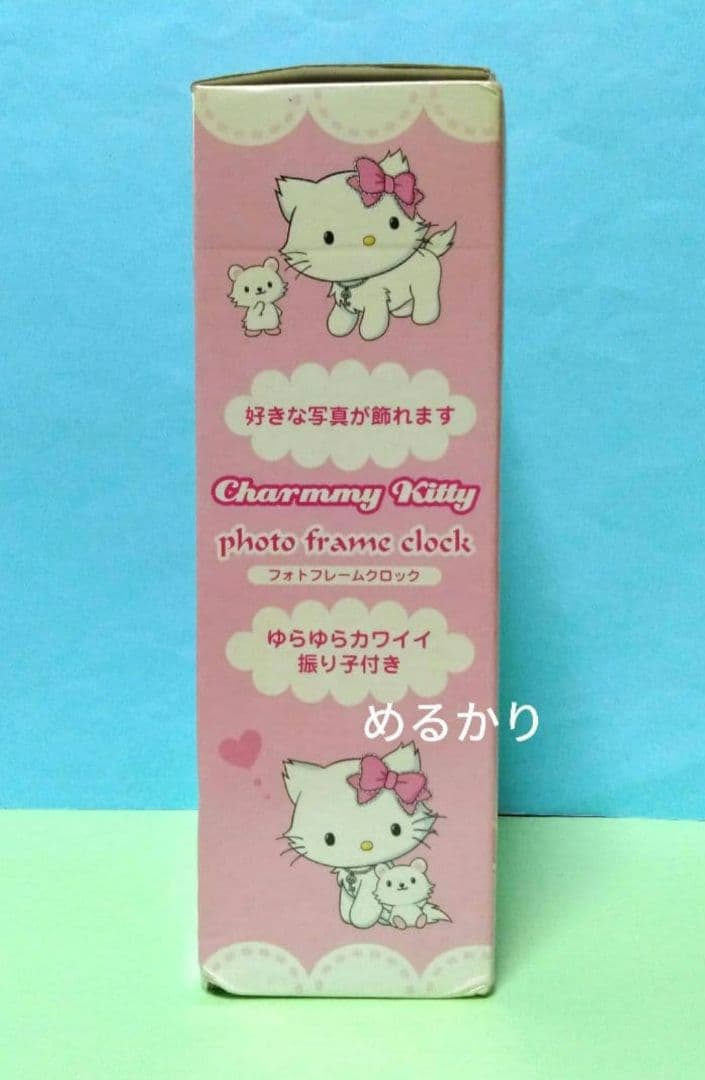 好きな写真が飾れます
Charmmy Kitty
photo frame clock
フォトフレームクロック
ゆらゆらカワイイ
振り子付き
めるかり